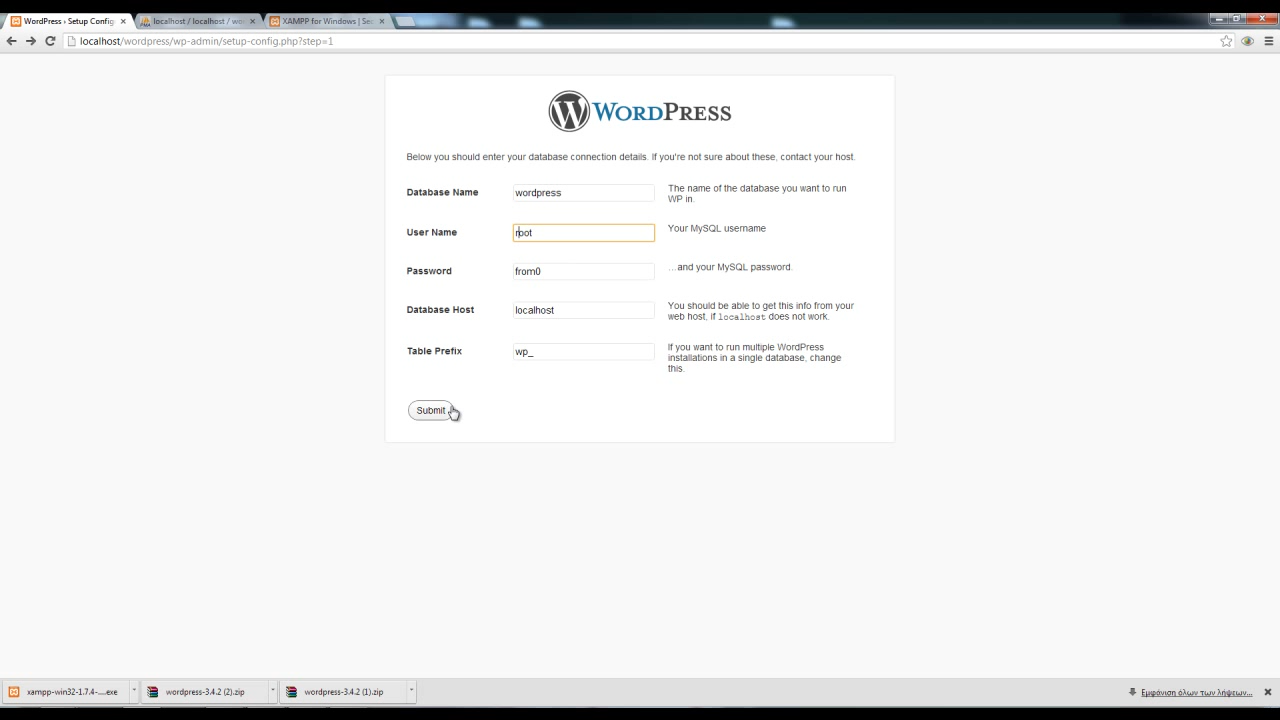 WordPress › Setup Config
localhost / localhost / wo
XAMPP for Windows | Sec
localhost/wordpress/wp-admin/setup-config.php?step=1
WORDPRESS
Below you should enter your database connection details. If you're not sure about these, contact your host.
Database Name
wordpress
The name of the database you want to run
WP in.
User Name
root
Your MySQL username
Password
from0
…and your MySQL password.
Database Host
localhost
You should be able to get this info from your
web host, if localhost does not work.
Table Prefix
wp_
If you want to run multiple WordPress
installations in a single database, change
this.
Submit
xampp-win32-1.7.4-....exe
wordpress-3.4.2 (2).zip
wordpress-3.4.2 (1).zip
Εμφάνιση όλων των λήψεων...